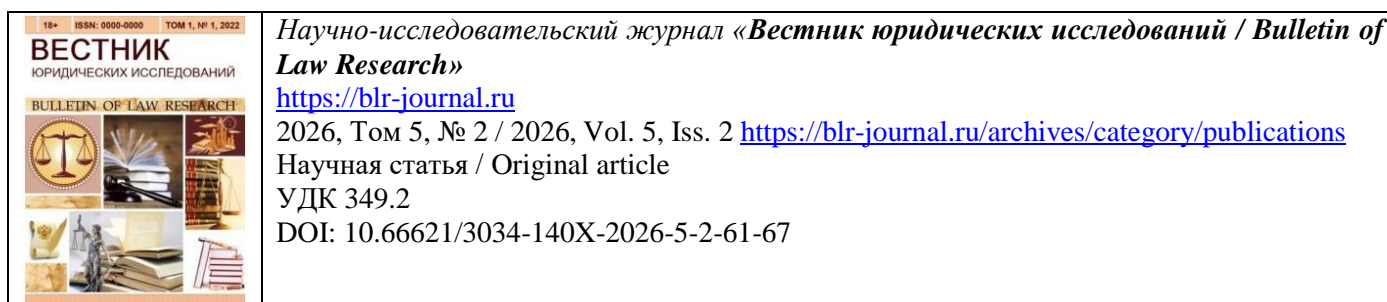 18+ ISSN: 0000-0000 ТОМ 1, № 1, 2022
ВЕСТНИК
ЮРИДИЧЕСКИХ ИССЛЕДОВАНИЙ
BULLETIN OF LAW RESEARCH
Научно-исследовательский журнал «Вестник юридических исследований / Bulletin of
Law Research»
https://blr-journal.ru
2026, Том 5, № 2 / 2026, Vol. 5, Iss. 2 https://blr-journal.ru/archives/category/publications
Научная статья / Original article
УДК 349.2
DOI: 10.66621/3034-140X-2026-5-2-61-67